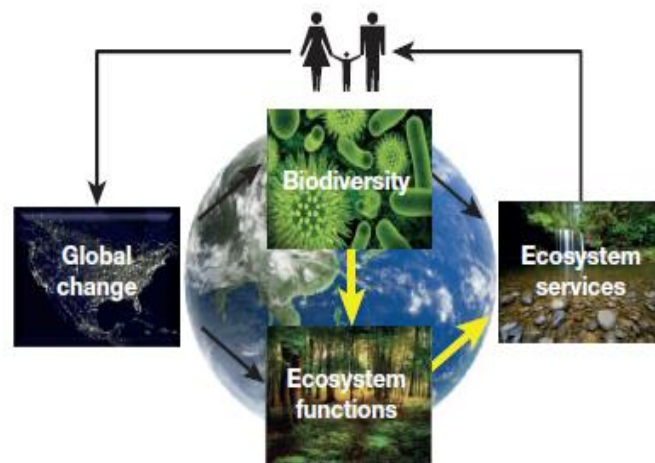 Biodiversity
Global
change
Ecosystem
services
Ecosystem
functions